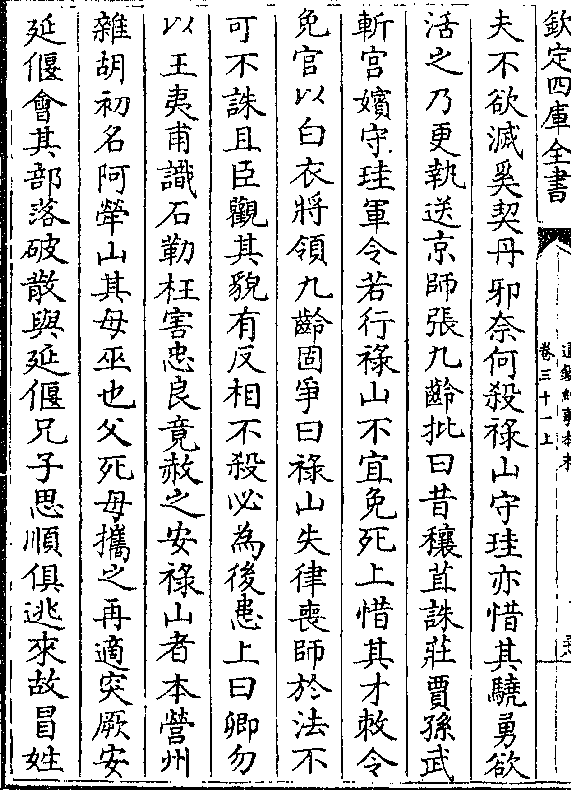 欽定四庫全書
通鑑紀事本末
卷三十一上
夫不欲滅奚契丹邪奈何殺祿山守珪亦惜其驍勇欲
活之乃更執送京師張九齡批曰昔穰苴誅莊賈孫武
斬宮嬪守珪軍令若行祿山不宜免死上惜其才敕令
免官以白衣將領九齡固爭曰祿山失律喪師於法不
可不誅且臣觀其貌有反相不殺必為後患上曰卿勿
以王夷甫識石勒枉害忠良竟赦之安祿山者本營州
雜胡初名阿犖山其母巫也父死母攜之再適突厥安
延偃會其部落破散與延偃兄子思順俱逃來故冒姓